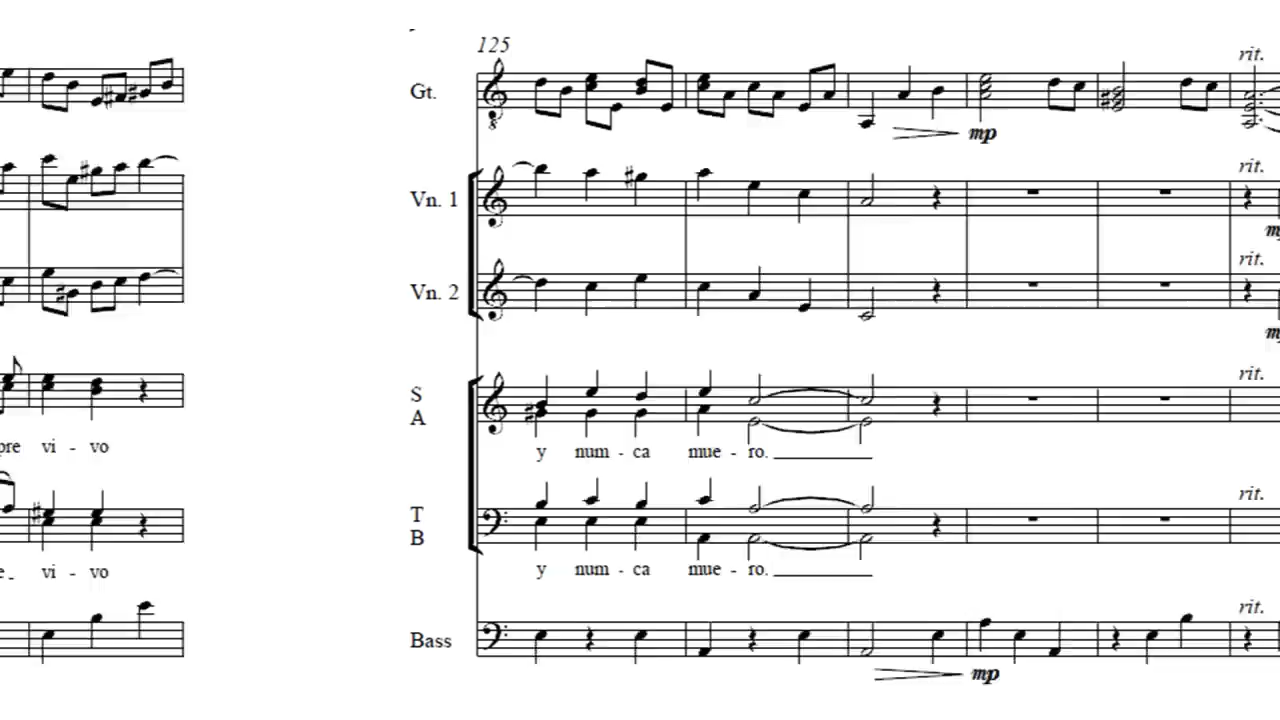 125
rit.
Gt.
8
mp
rit.
Vn. 1
rit.
Vn. 2
rit.
S
A
pre vi - vo
y num - ca mue - ro.
rit.
T
B
vi - vo
y num - ca mue - ro.
rit.
Bass
mp